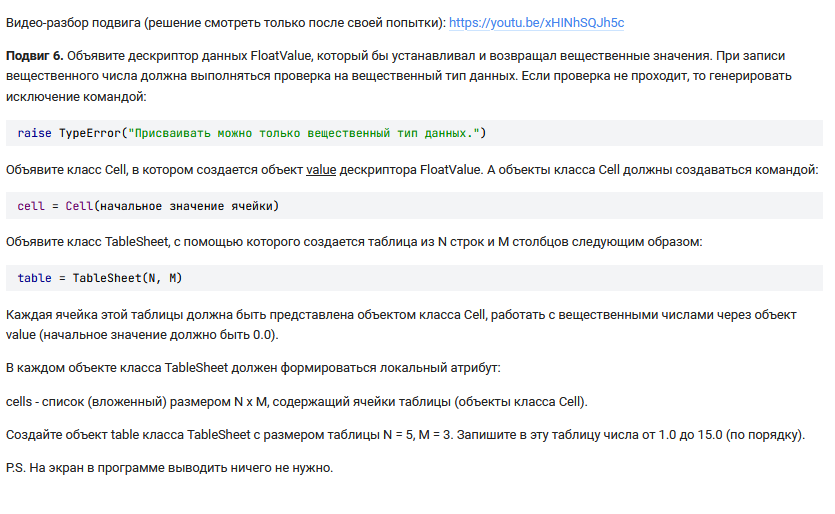 Видео-разбор подвига (решение смотреть только после своей попытки): https://youtu.be/xHINhSQJh5c
Подвиг 6. Объявите дескриптор данных FloatValue, который бы устанавливал и возвращал вещественные значения. При записи
вещественного числа должна выполняться проверка на вещественный тип данных. Если проверка не проходит, то генерировать
исключение командой:
raise TypeError("Присваивать можно только вещественный тип данных.")
Объявите класс Cell, в котором создается объект value дескриптора FloatValue. А объекты класса Cell должны создаваться командой:
cell = Cell(начальное значение ячейки)
Объявите класс TableSheet, с помощью которого создается таблица из N строк и M столбцов следующим образом:
table = TableSheet(N, M)
Каждая ячейка этой таблицы должна быть представлена объектом класса Cell, работать с вещественными числами через объект
value (начальное значение должно быть 0.0).
В каждом объекте класса TableSheet должен формироваться локальный атрибут:
cells - список (вложенный) размером N x M, содержащий ячейки таблицы (объекты класса Cell).
Создайте объект table класса TableSheet с размером таблицы N = 5, M = 3. Запишите в эту таблицу числа от 1.0 до 15.0 (по порядку).
P.S. На экран в программе выводить ничего не нужно.